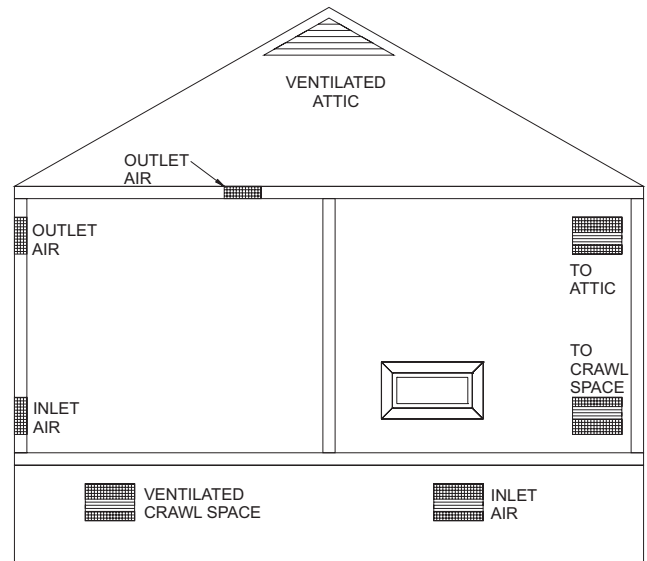 VENTILATED
ATTIC
OUTLET
AIR
OUTLET
AIR
TO
ATTIC
TO
CRAWL
SPACE
INLET
AIR
VENTILATED
CRAWL SPACE
INLET
AIR